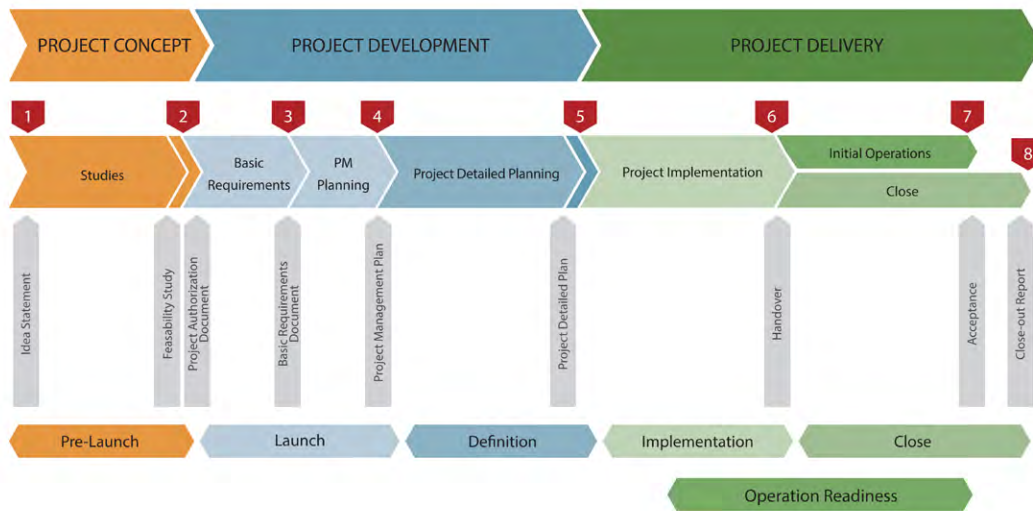 PROJECT CONCEPT
PROJECT DEVELOPMENT
PROJECT DELIVERY
1
2
3
4
5
6
7
8
Studies
Basic
Requirements
PM
Planning
Project Detailed Planning
Project Implementation
Initial Operations
Close
Idea Statement
Feasability Study
Project Authorization
Document
Basic Requirements
Document
Project Management Plan
Project Detailed Plan
Handover
Acceptance
Close-out Report
Pre-Launch
Launch
Definition
Implementation
Close
Operation Readiness